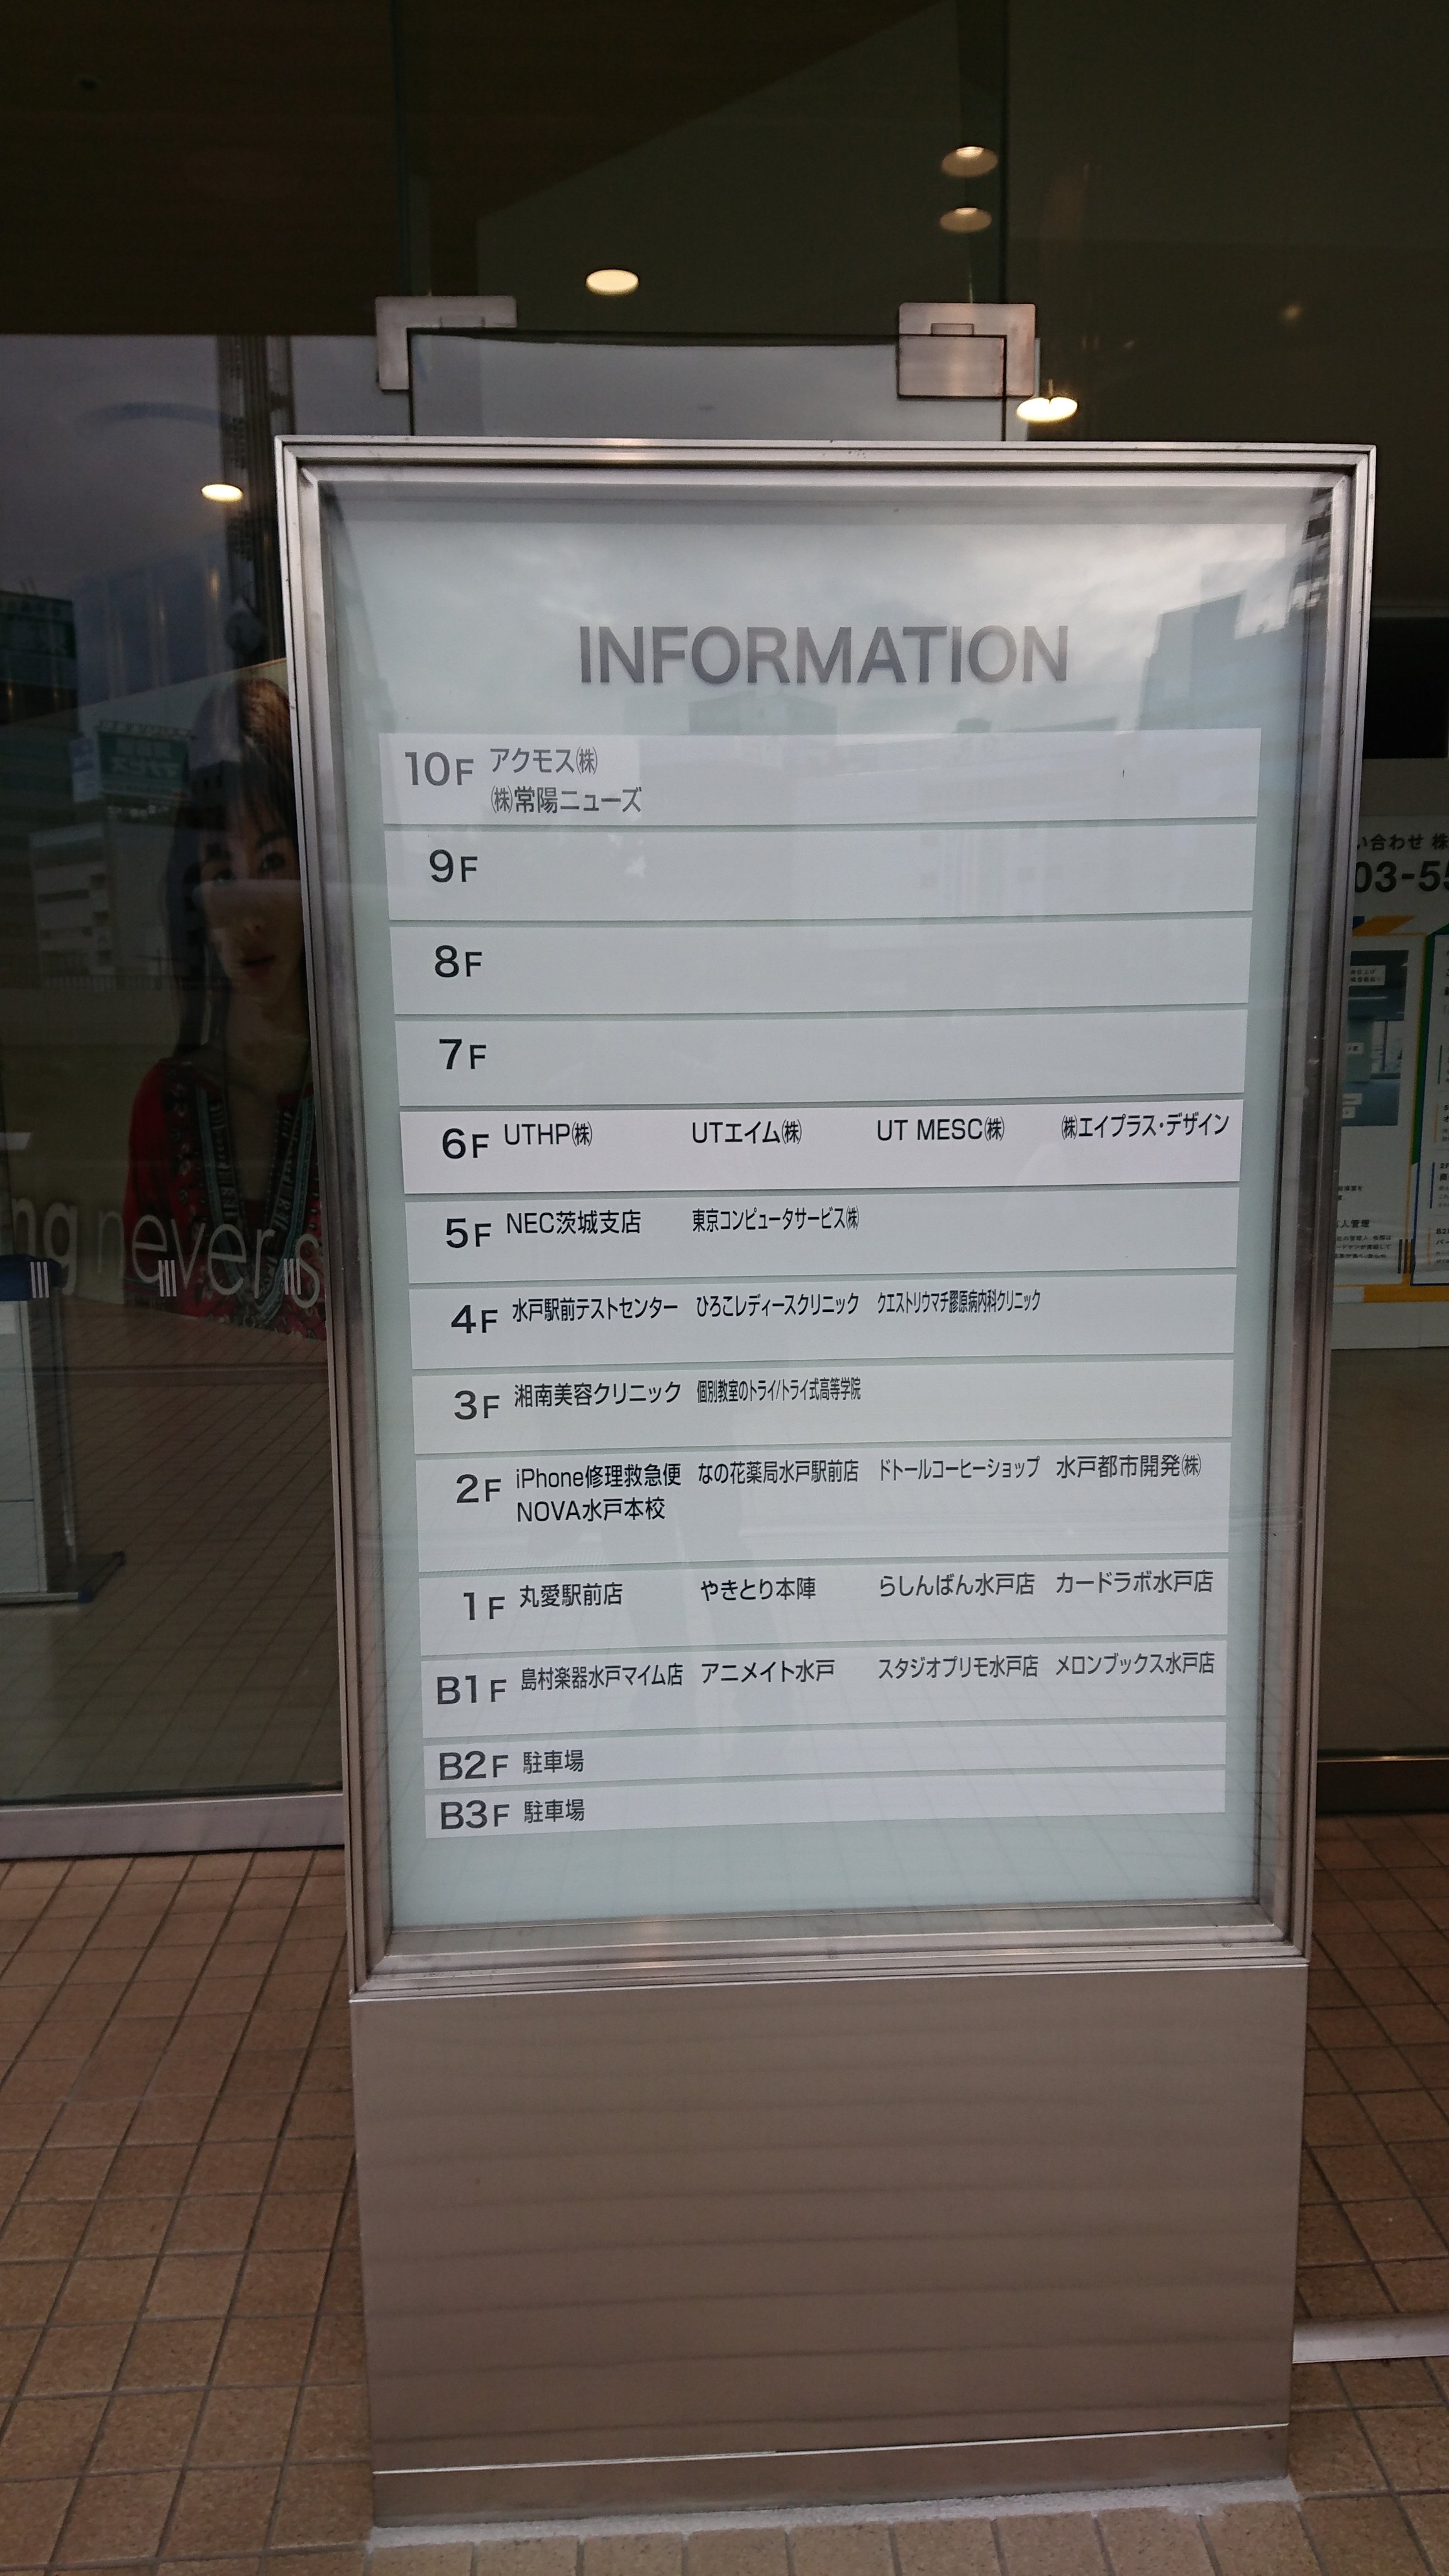 INFORMATION
10F アクモス㈱
㈱常陽ニューズ
9F
8F
7F
6F UTHP㈱ UTエイム㈱ UT MESC㈱ ㈱エイプラス・デザイン
5F NEC茨城支店 東京コンピュータサービス㈱
4F 水戸駅前テストセンター ひろこレディースクリニック クエストリウマチ膠原病内科クリニック
3F 湘南美容クリニック 個別教室のトライ/トライ式高等学院
2F iPhone修理救急便 なの花薬局水戸駅前店 ドトールコーヒーショップ 水戸都市開発㈱
NOVA水戸本校
1F 丸愛駅前店 やきとり本陣 らしんばん水戸店 カードラボ水戸店
B1F 島村楽器水戸マイム店 アニメイト水戸 スタジオプリモ水戸店 メロンブックス水戸店
B2F 駐車場
B3F 駐車場
い合わせ 株
03-55
ng never s
人管理